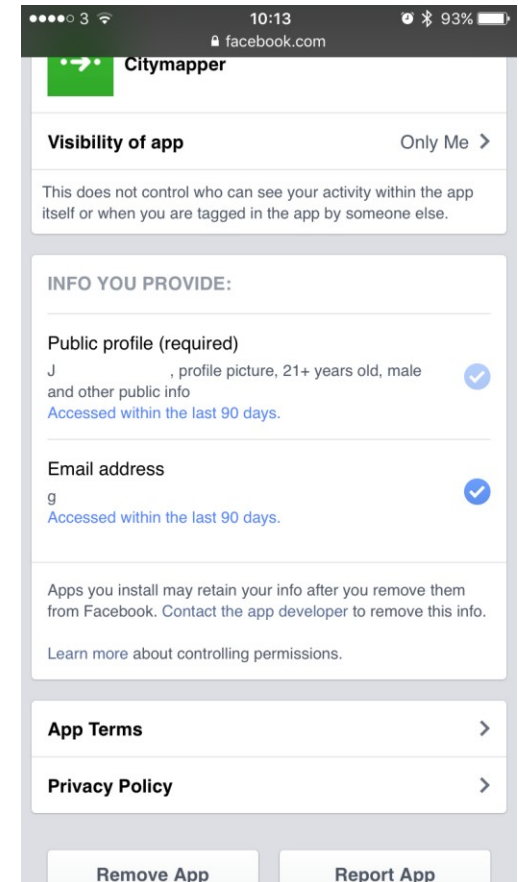 3 10:13 93%
facebook.com
Citymapper
Visibility of app Only Me
This does not control who can see your activity within the app
itself or when you are tagged in the app by someone else.
INFO YOU PROVIDE:
Public profile (required)
J , profile picture, 21+ years old, male
and other public info
Accessed within the last 90 days.
Email address
g
Accessed within the last 90 days.
Apps you install may retain your info after you remove them
from Facebook. Contact the app developer to remove this info.
Learn more about controlling permissions.
App Terms
Privacy Policy
Remove App Report App